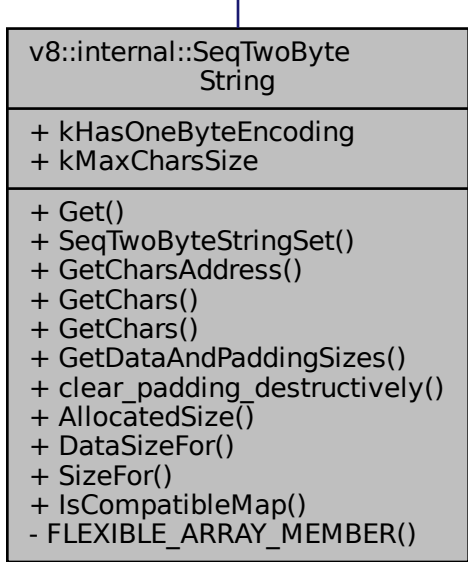 v8::internal::SeqTwoByte
String
+ kHasOneByteEncoding
+ kMaxCharsSize
+ Get()
+ SeqTwoByteStringSet()
+ GetCharsAddress()
+ GetChars()
+ GetChars()
+ GetDataAndPaddingSizes()
+ clear_padding_destructively()
+ AllocatedSize()
+ DataSizeFor()
+ SizeFor()
+ IsCompatibleMap()
- FLEXIBLE_ARRAY_MEMBER()